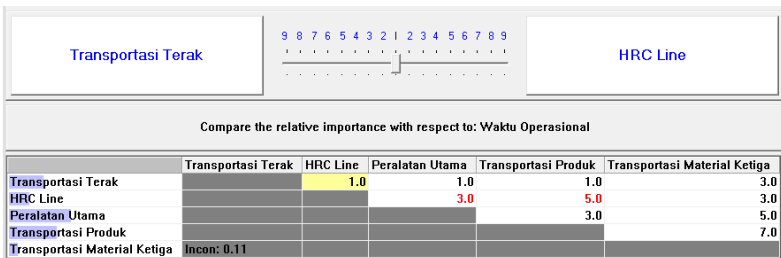 Transportasi Terak
9 8 7 6 5 4 3 2 1 2 3 4 5 6 7 8 9
HRC Line
Compare the relative importance with respect to: Waktu Operasional
Transportasi Terak HRC Line Peralatan Utama Transportasi Produk Transportasi Material Ketiga
Transportasi Terak 1.0 1.0 1.0 3.0
HRC Line 3.0 5.0 3.0
Peralatan Utama 3.0 5.0
Transportasi Produk 7.0
Transportasi Material Ketiga Incon: 0.11